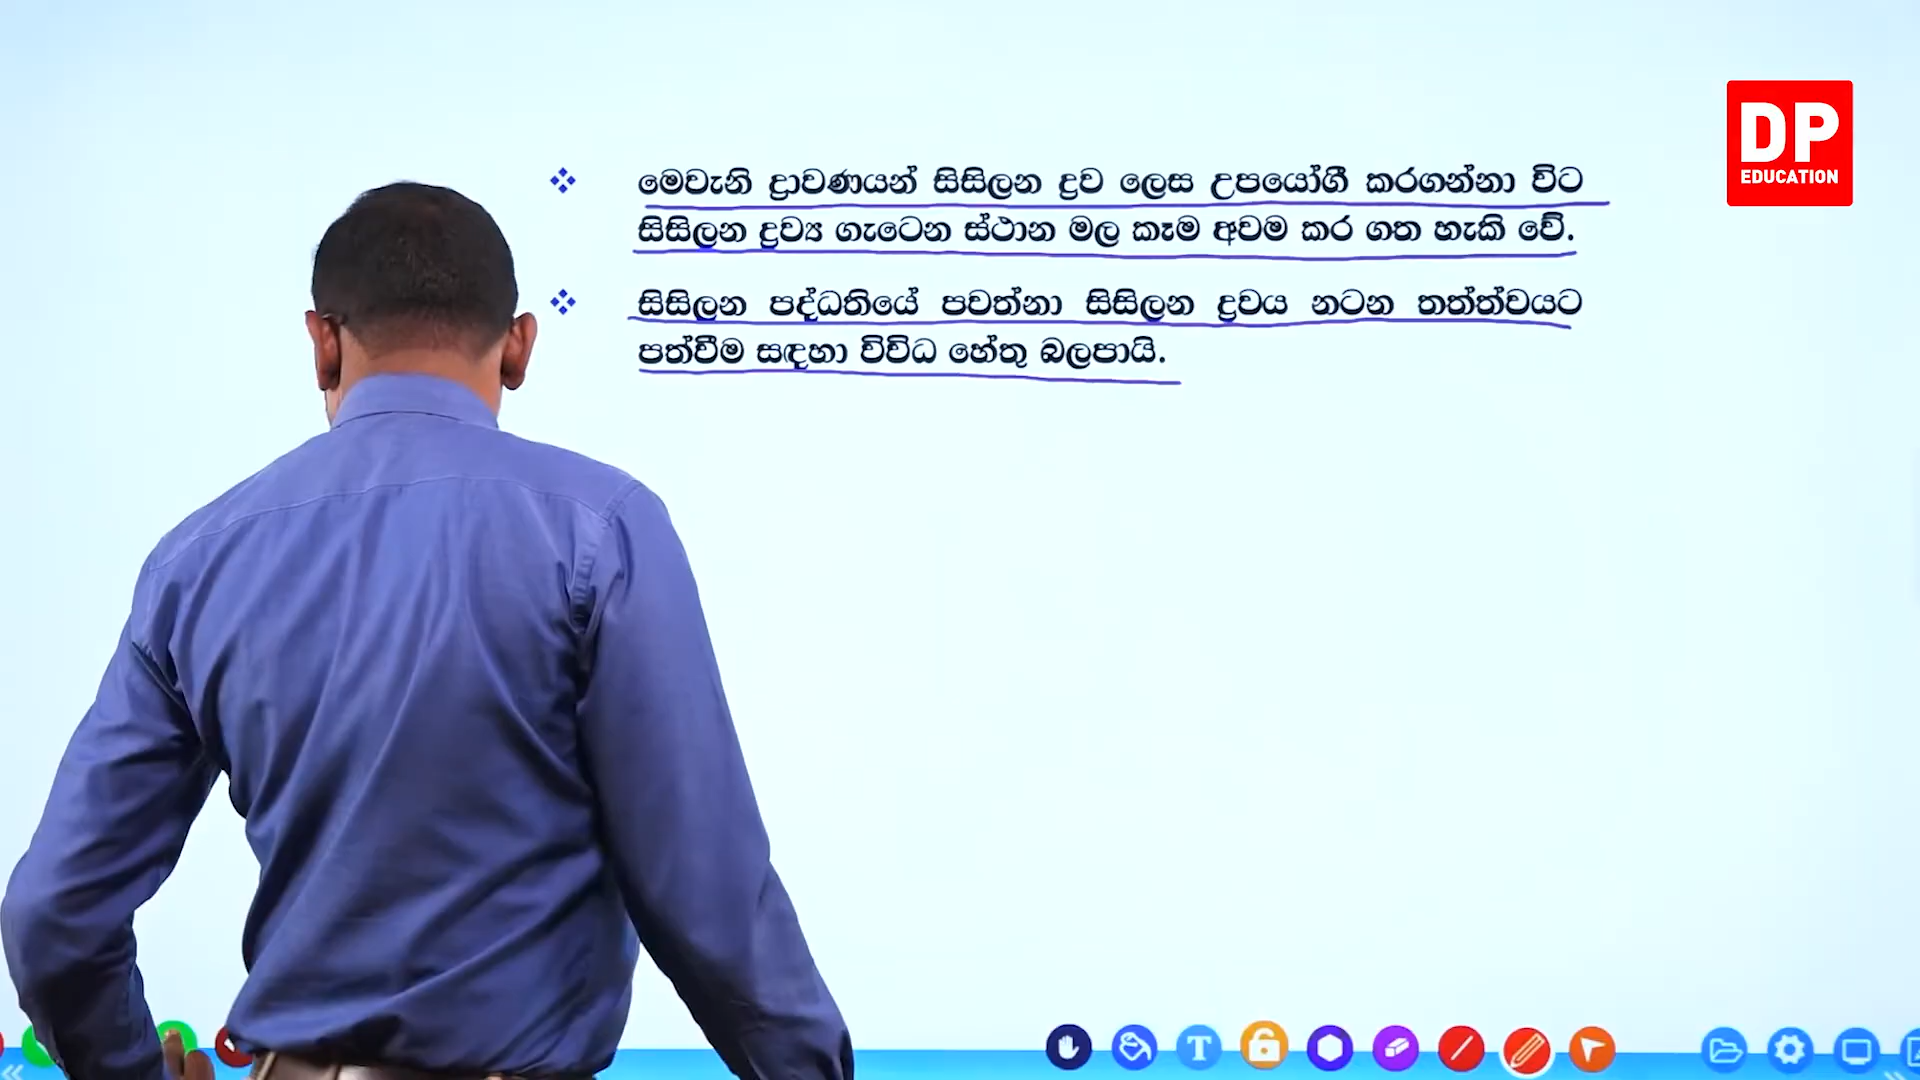 DP
EDUCATION
මෙවැනි ද්‍රාවණයන් සිසිලන ද්‍රව ලෙස උපයෝගී කරගන්නා විට
සිසිලන ද්‍රව්‍ය ගැටෙන ස්ථාන මල කෑම අවම කර ගත හැකි වේ.
සිසිලන පද්ධතියේ පවත්නා සිසිලන ද්‍රවය නටන තත්ත්වයට
පත්වීම සඳහා විවිධ හේතු බලපායි.
T